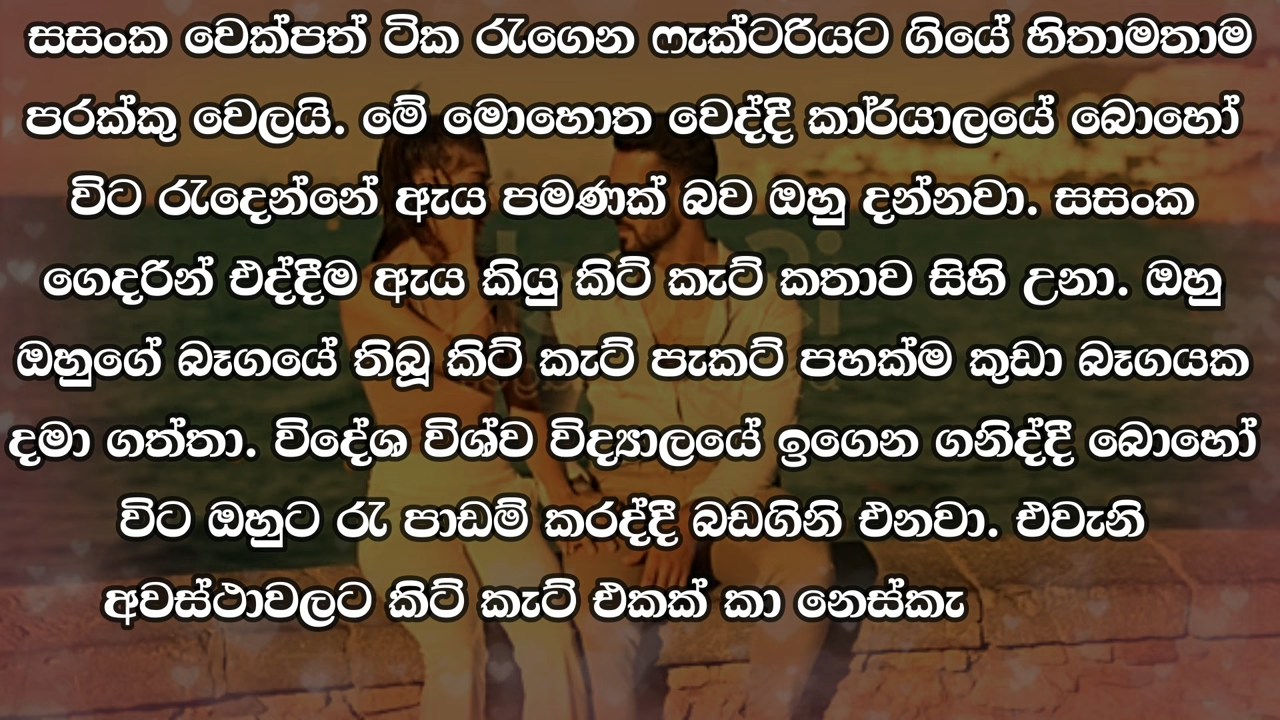 සසංක චෙක්පත් ටික රැගෙන ෆැක්ටරියට ගියේ හිතාමතාම
පරක්කු වෙලයි. මේ මොහොත වෙද්දී කාර්යාලයේ බොහෝ
විට රැදෙන්නේ ඇය පමණක් බව ඔහු දන්නවා. සසංක
ගෙදරින් එද්දීම ඇය කියු කිට් කැට් කතාව සිහි උනා. ඔහු
ඔහුගේ බෑගයේ තිබූ කිට් කැට් පැකට් පහක්ම කුඩා බෑගයක
දමා ගත්තා. විදේශ විශ්ව විද්‍යාලයේ ඉගෙන ගනිද්දී බොහෝ
විට ඔහුට රෑ පාඩම් කරද්දී බඩගිනි එනවා. එවැනි
අවස්ථාවලට කිට් කැට් එකක් කා නෙස්කැ